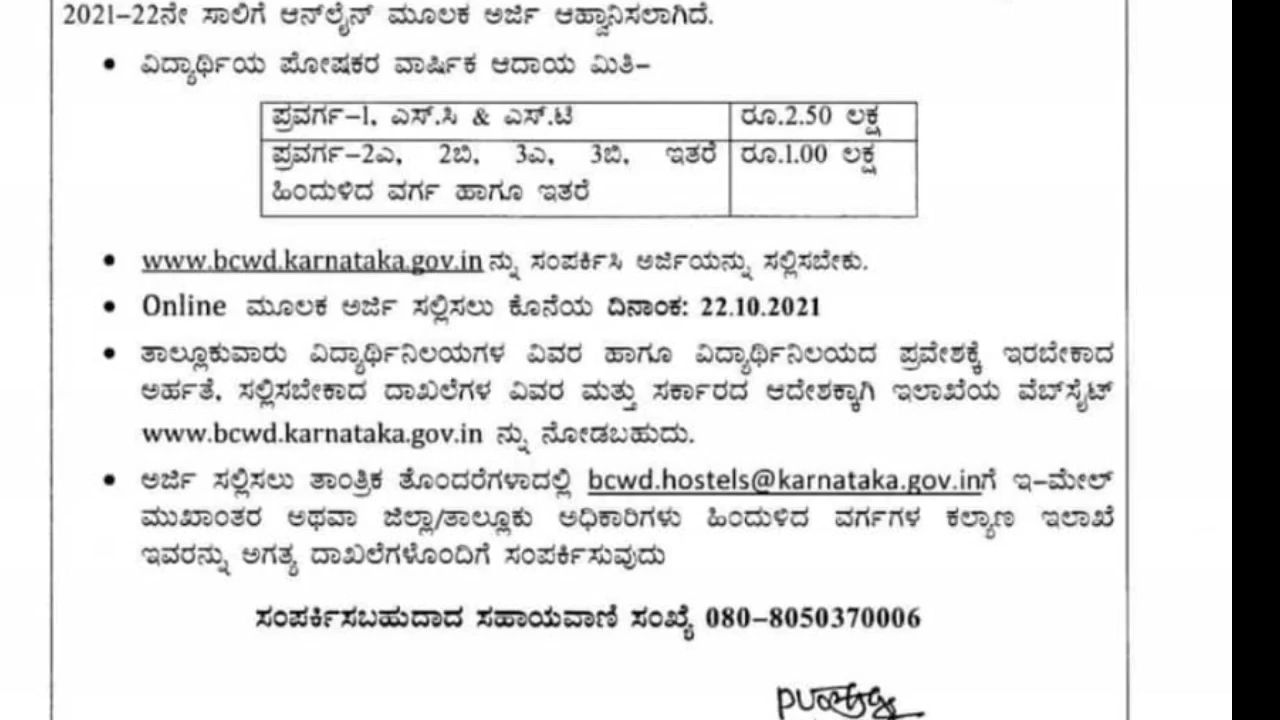 2021-22ನೇ ಸಾಲಿಗೆ ಆನ್‌ಲೈನ್ ಮೂಲಕ ಅರ್ಜಿ ಆಹ್ವಾನಿಸಲಾಗಿದೆ.
• ವಿದ್ಯಾರ್ಥಿಯ ಪೋಷಕರ ವಾರ್ಷಿಕ ಆದಾಯ ಮಿತಿ–
ಪ್ರವರ್ಗ-1, ಎಸ್.ಸಿ & ಎಸ್.ಟಿ ರೂ.2.50 ಲಕ್ಷ
ಪ್ರವರ್ಗ-2ಎ, 2ಬಿ, 3ಎ, 3ಬಿ, ಇತರೆ ರೂ.1.00 ಲಕ್ಷ
ಹಿಂದುಳಿದ ವರ್ಗ ಹಾಗೂ ಇತರೆ
• www.bcwd.karnataka.gov.in ನ್ನು ಸಂಪರ್ಕಿಸಿ ಅರ್ಜಿಯನ್ನು ಸಲ್ಲಿಸಬೇಕು.
• Online ಮೂಲಕ ಅರ್ಜಿ ಸಲ್ಲಿಸಲು ಕೊನೆಯ ದಿನಾಂಕ: 22.10.2021
• ತಾಲ್ಲೂಕುವಾರು ವಿದ್ಯಾರ್ಥಿನಿಲಯಗಳ ವಿವರ ಹಾಗೂ ವಿದ್ಯಾರ್ಥಿನಿಲಯದ ಪ್ರವೇಶಕ್ಕೆ ಇರಬೇಕಾದ
ಅರ್ಹತೆ, ಸಲ್ಲಿಸಬೇಕಾದ ದಾಖಲೆಗಳ ವಿವರ ಮತ್ತು ಸರ್ಕಾರದ ಆದೇಶಕ್ಕಾಗಿ ಇಲಾಖೆಯ ವೆಬ್‌ಸೈಟ್
www.bcwd.karnataka.gov.in ನ್ನು ನೋಡಬಹುದು.
• ಅರ್ಜಿ ಸಲ್ಲಿಸಲು ತಾಂತ್ರಿಕ ತೊಂದರೆಗಳಾದಲ್ಲಿ bcwd.hostels@karnataka.gov.inಗೆ ಇ-ಮೇಲ್
ಮುಖಾಂತರ ಅಥವಾ ಜಿಲ್ಲಾ/ತಾಲ್ಲೂಕು ಅಧಿಕಾರಿಗಳು ಹಿಂದುಳಿದ ವರ್ಗಗಳ ಕಲ್ಯಾಣ ಇಲಾಖೆ
ಇವರನ್ನು ಅಗತ್ಯ ದಾಖಲೆಗಳೊಂದಿಗೆ ಸಂಪರ್ಕಿಸುವುದು
ಸಂಪರ್ಕಿಸಬಹುದಾದ ಸಹಾಯವಾಣಿ ಸಂಖ್ಯೆ 080-8050370006